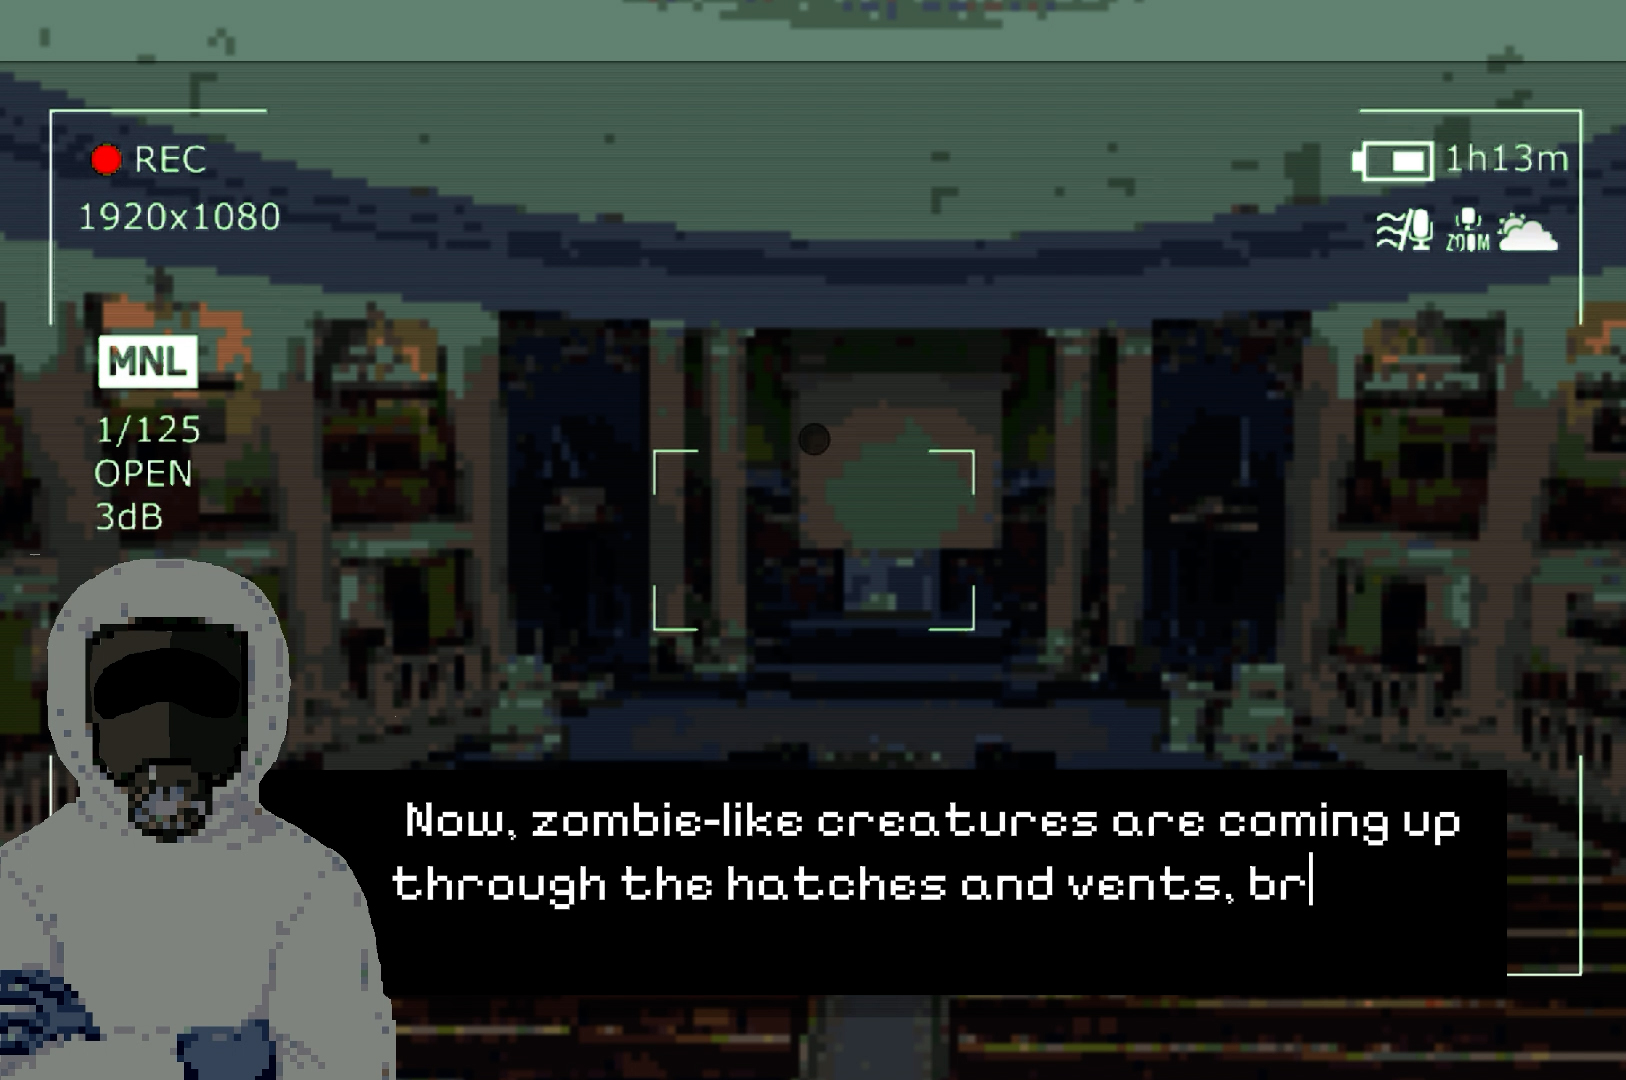 REC
1920x1080
1h13m
ZOOM
MNL
1/125
OPEN
3dB
Now, zombie-like creatures are coming up
through the hatches and vents, br